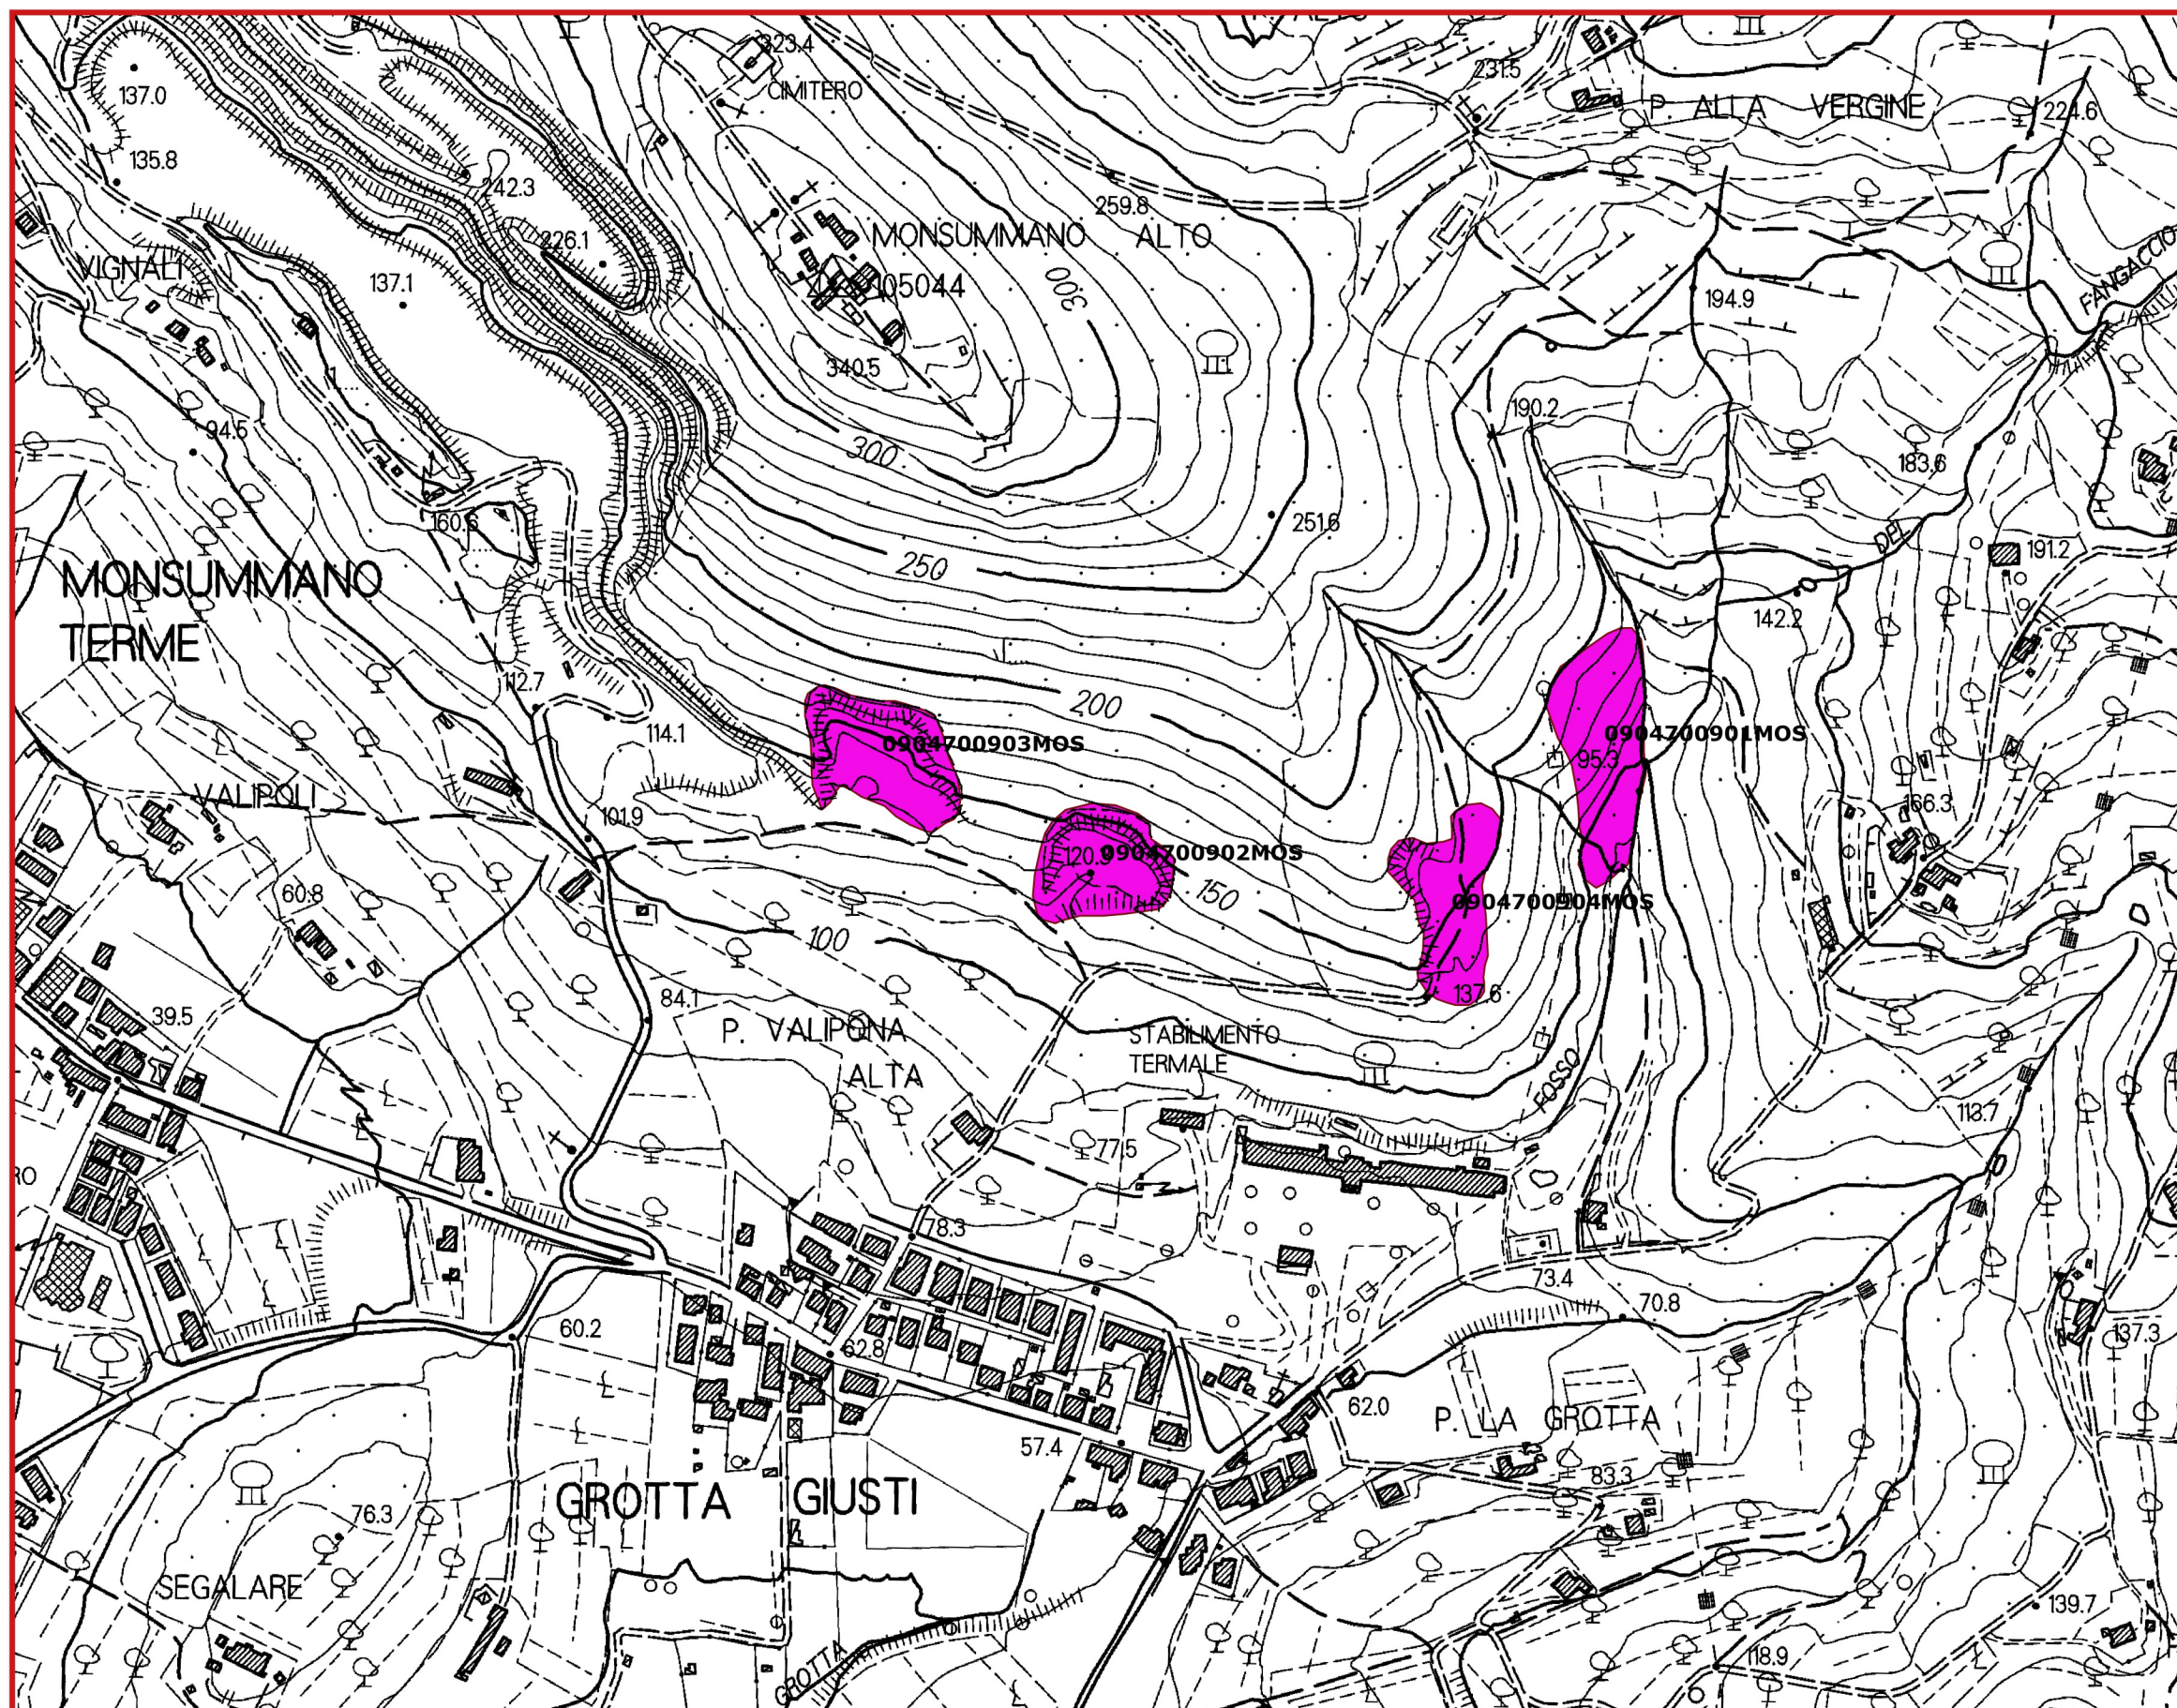 323.4
CIMITERO
231.5
P. ALLA VERGINE
224.6
137.0
135.8
242.3
259.8
226.1
MONSUMMANO ALTO
VIGNALI
137.1
105044
300
194.9
FANGACCIO
340.5
190.2
94.5
300
183.6
160.6
251.6
DEL
191.2
250
MONSUMMANO
TERME
142.2
112.7
200
114.1
0904700903MOS
0904700901MOS
95.3
VALIPOLI
166.3
101.9
120.9
0904700902MOS
150
60.8
0904700904MOS
100
137.6
84.1
39.5
P. VALIPONA
ALTA
STABILIMENTO
TERMALE
FOSSO
113.7
77.5
RO
78.3
73.4
70.8
60.2
62.8
137.3
62.0
P. LA GROTTA
57.4
83.3
GROTTA GIUSTI
76.3
SEGALARE
139.7
118.9
GROTTA